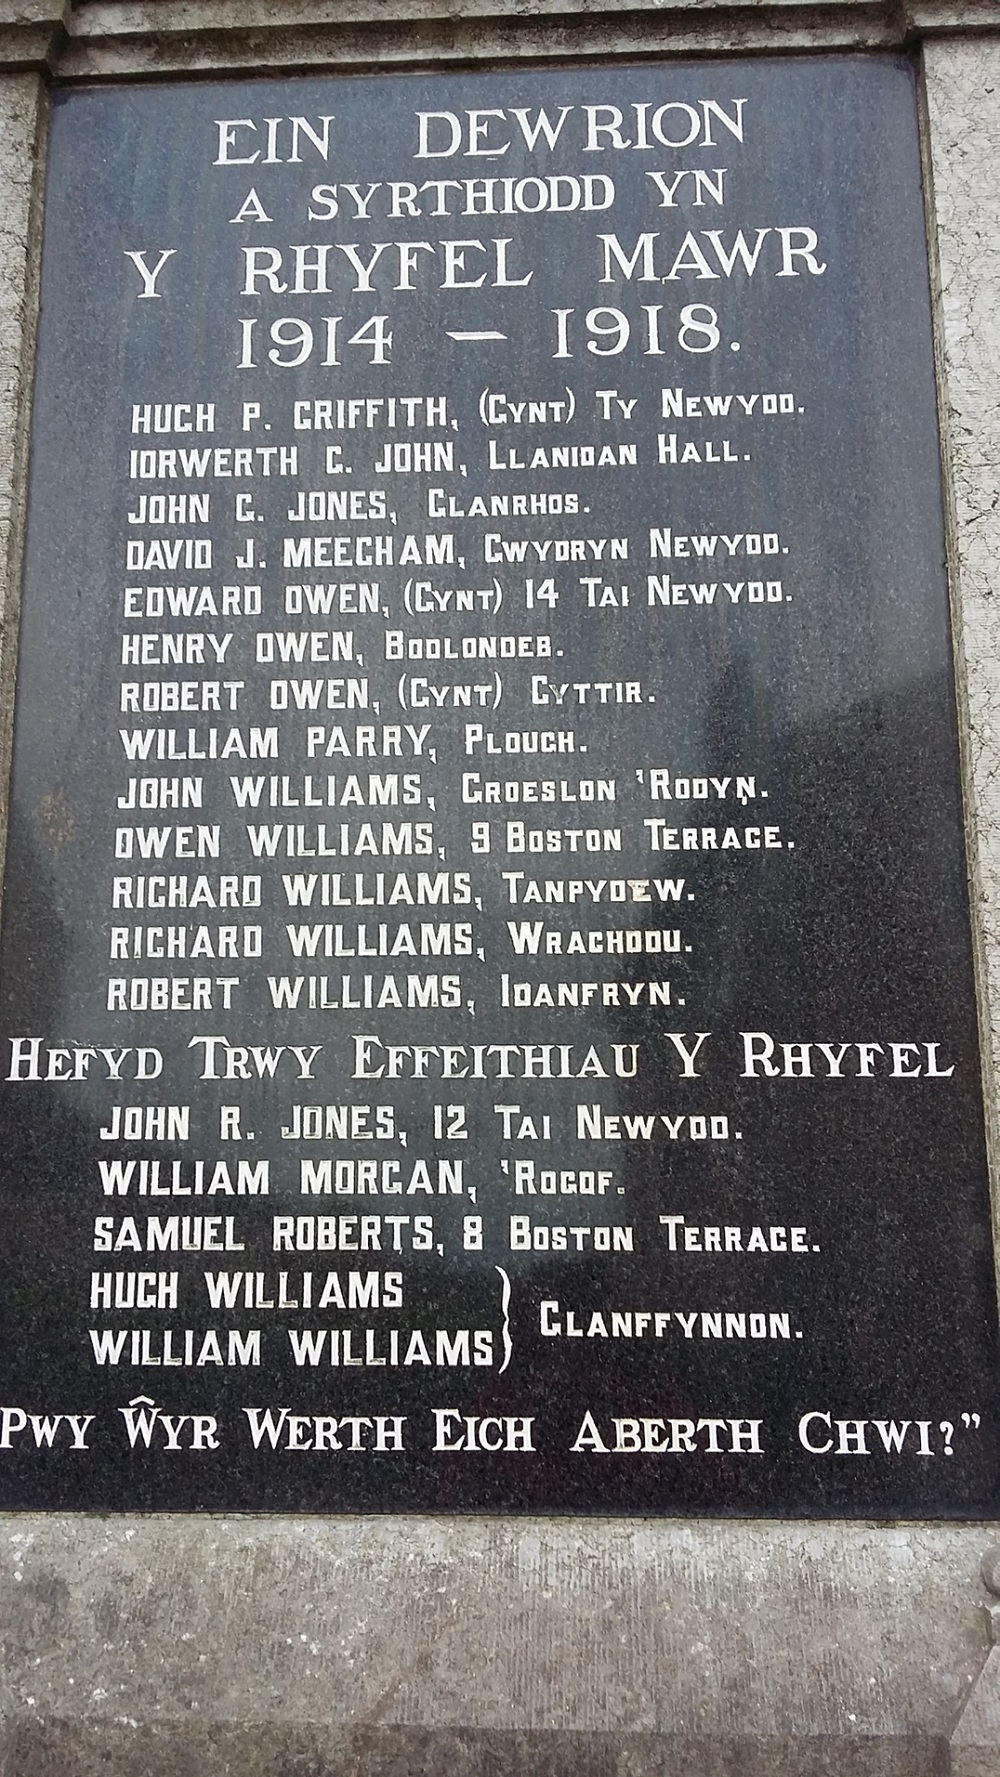 EIN DEWRION
A SYRTHIODD YN
Y RHYFEL MAWR
1914 — 1918.
HUGH P. GRIFFITH, (CYNT) TY NEWYDD.
IORWERTH G. JOHN, LLANIDAN HALL.
JOHN G. JONES, GLANRHOS.
DAVID J. MEECHAM, GWYDRYN NEWYDD.
EDWARD OWEN, (CYNT) 14 TAI NEWYDD.
HENRY OWEN, BODLONDEB.
ROBERT OWEN, (CYNT) CYTTIR.
WILLIAM PARRY, PLOUGH.
JOHN WILLIAMS, GROESLON 'RODYN.
OWEN WILLIAMS, 9 BOSTON TERRACE.
RICHARD WILLIAMS, TANPYDEW.
RICHARD WILLIAMS, WRACHDDU.
ROBERT WILLIAMS, IDANFRYN.
HEFYD TRWY EFFEITHIAU Y RHYFEL
JOHN R. JONES, 12 TAI NEWYDD.
WILLIAM MORGAN, 'ROGOF.
SAMUEL ROBERTS, 8 BOSTON TERRACE.
HUGH WILLIAMS
WILLIAM WILLIAMS} GLANFFYNNON.
PWY ŴYR WERTH EICH ABERTH CHWI?”